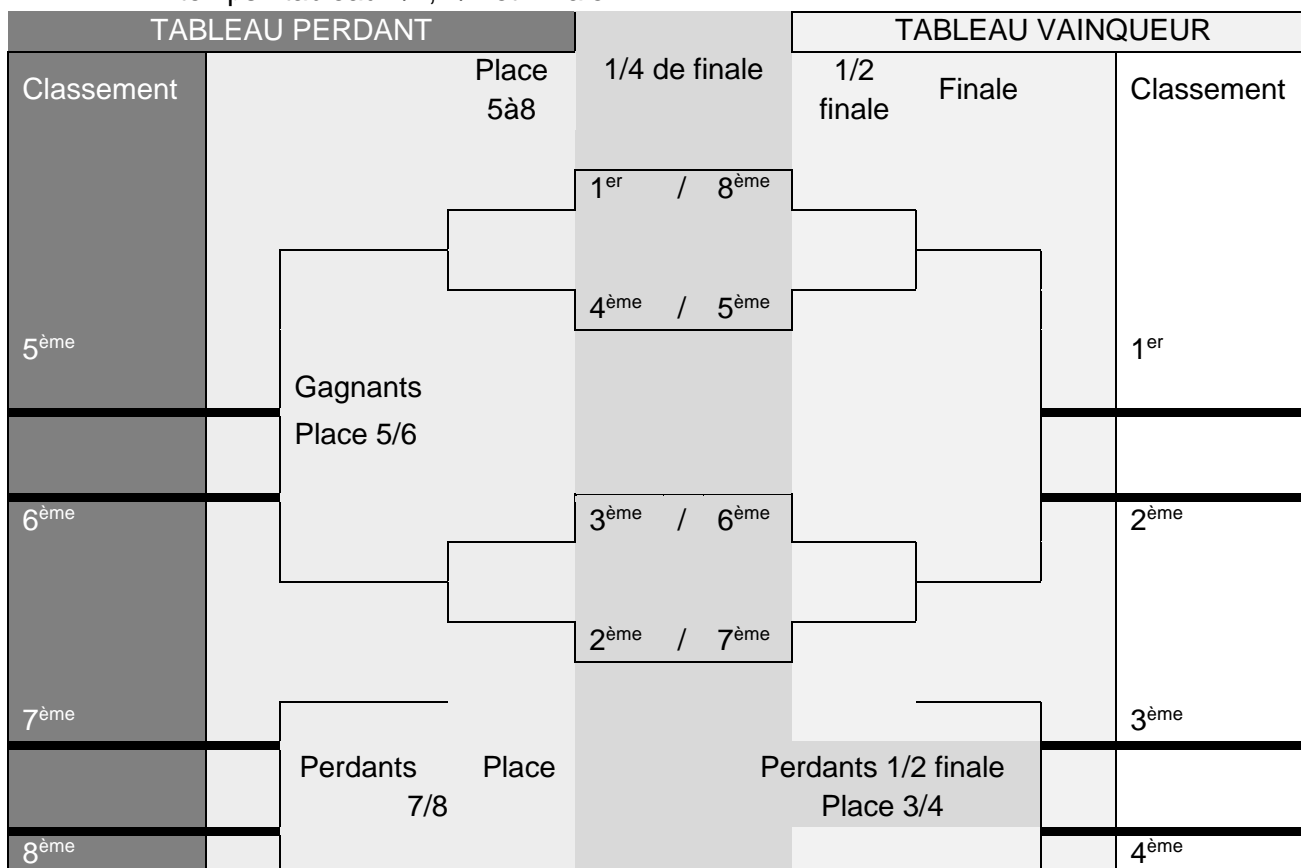 TABLEAU PERDANT
TABLEAU VAINQUEUR
Classement
Place
5à8
1/4 de finale
1/2
finale
Finale
Classement
1er / 8ème
4ème / 5ème
5ème
1er
Gagnants
Place 5/6
6ème
3ème / 6ème
2ème
2ème / 7ème
7ème
3ème
Perdants Place
7/8
Perdants 1/2 finale
Place 3/4
8ème
4ème